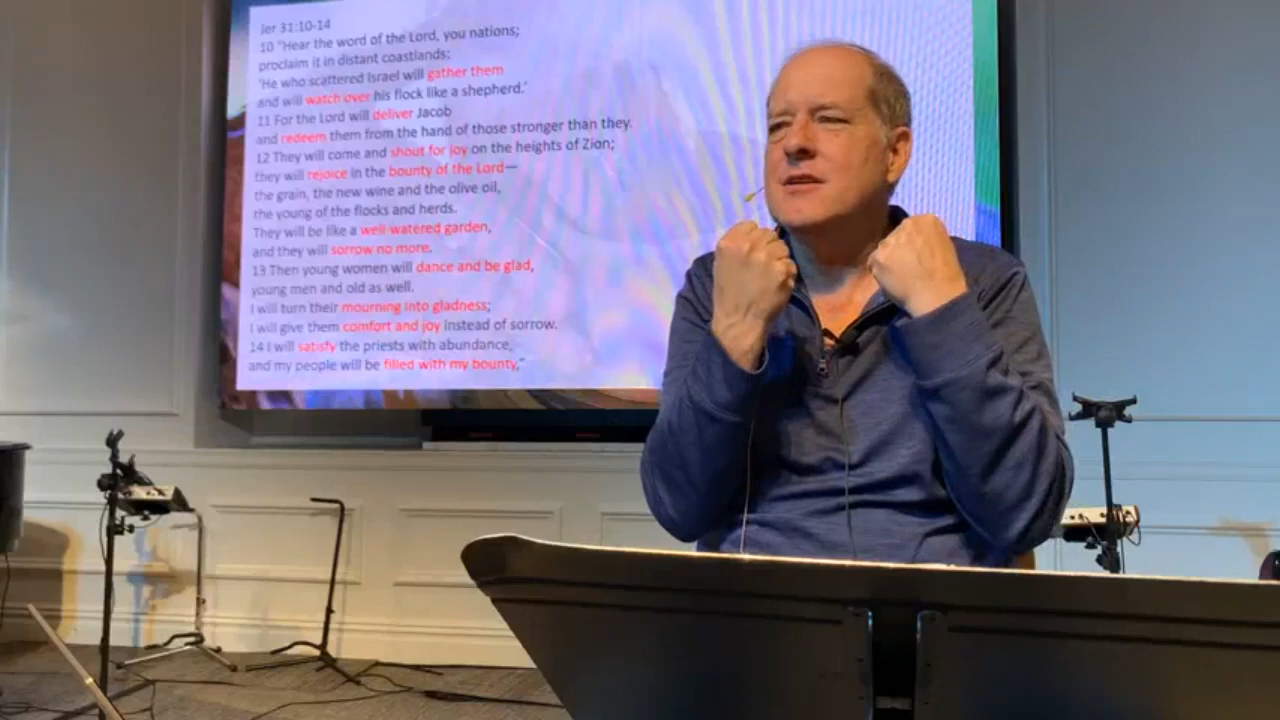 Jer 31:10-14
10 "Hear the word of the Lord, you nations;
proclaim it in distant coastlands:
'He who scattered Israel will gather them
and will watch over his flock like a shepherd.'
11 For the Lord will deliver Jacob
and redeem them from the hand of those stronger than they.
12 They will come and shout for joy on the heights of Zion;
they will rejoice in the bounty of the Lord—
the grain, the new wine and the olive oil,
the young of the flocks and herds.
They will be like a well-watered garden,
and they will sorrow no more.
13 Then young women will dance and be glad,
young men and old as well.
I will turn their mourning into gladness;
I will give them comfort and joy instead of sorrow.
14 I will satisfy the priests with abundance,
and my people will be filled with my bounty,"